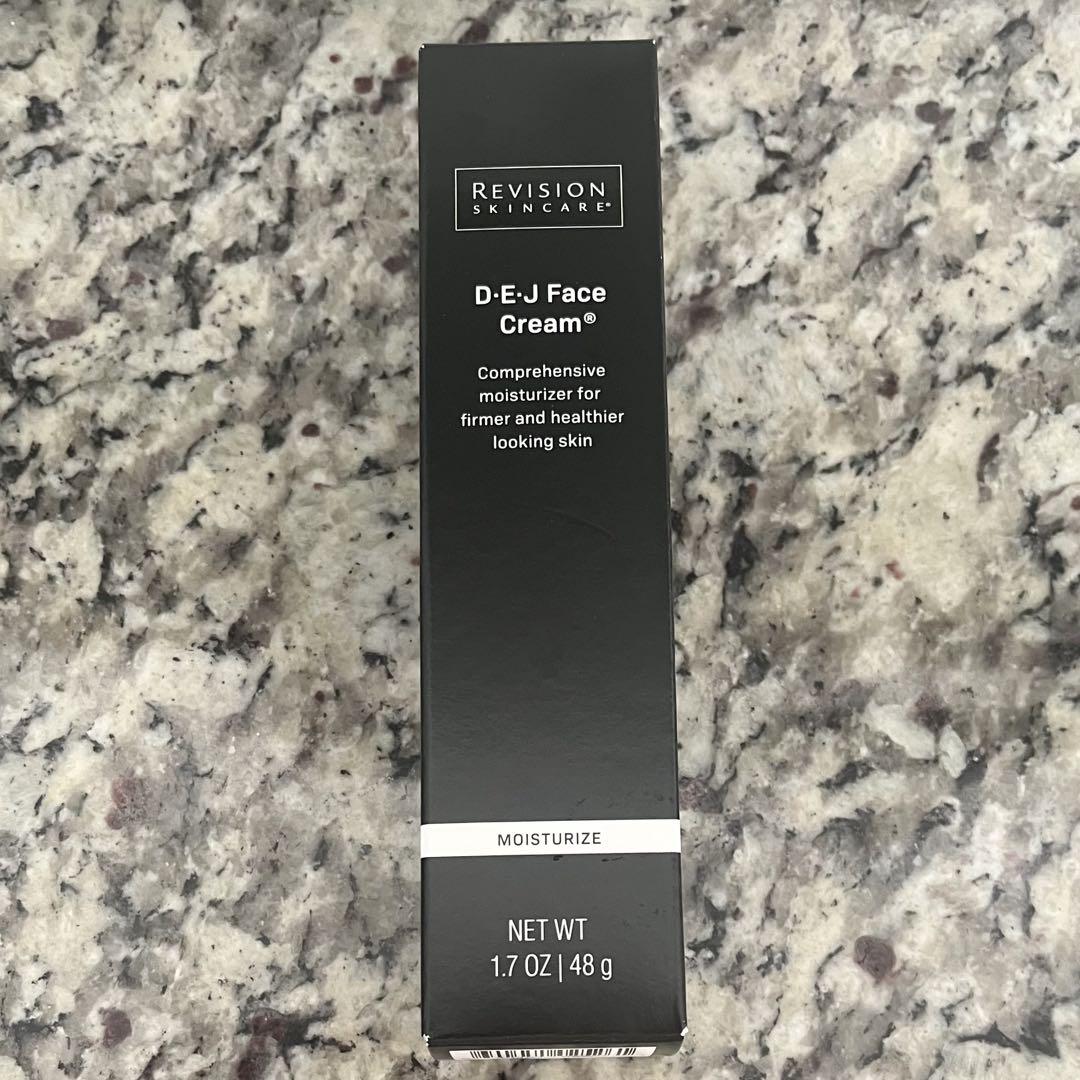 REVISION
SKINCARE®
D·E·J Face
Cream®
Comprehensive
moisturizer for
firmer and healthier
looking skin
MOISTURIZE
NET WT
1.7 OZ | 48 g